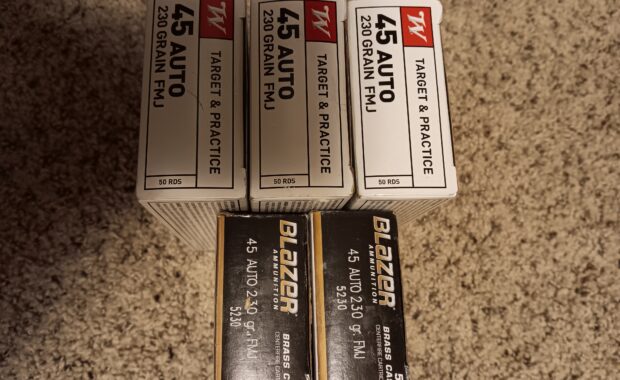 W
45 AUTO
230 GRAIN FMJ
TARGET & PRACTICE
50 RDS
W
45 AUTO
230 GRAIN FMJ
TARGET & PRACTICE
50 RDS
W
45 AUTO
230 GRAIN FMJ
TARGET & PRACTICE
50 RDS
BLAZER
AMMUNITION
45 AUTO 230 gr. FMJ
5230
BRASS
BLAZER
AMMUNITION
45 AUTO 230 gr. FMJ
5230
BRASS